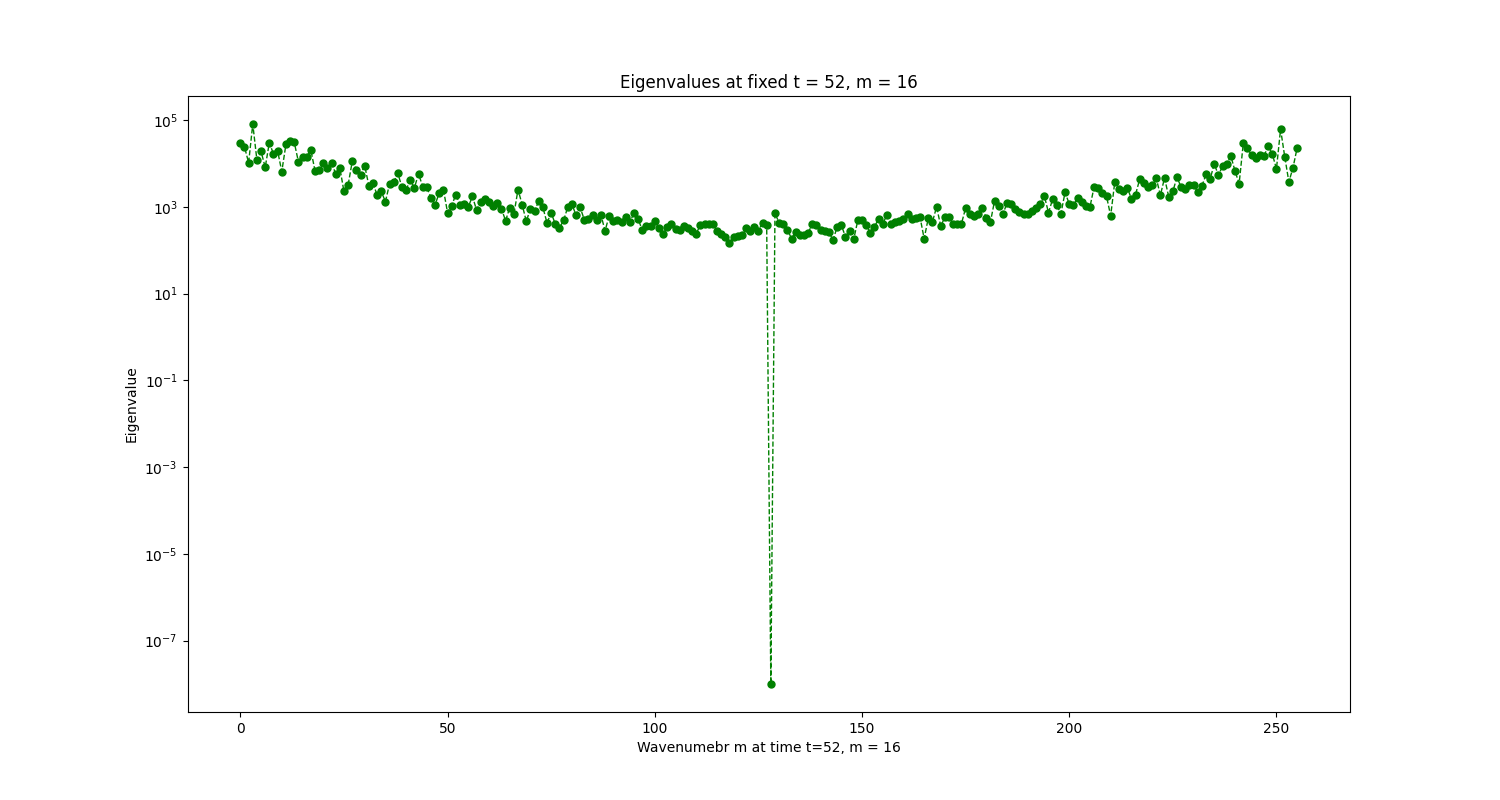 Eigenvalues at fixed t = 52, m = 16
10^5
10^3
10^1
10^-1
10^-3
10^-5
10^-7
Eigenvalue
0 50 100 150 200 250
Wavenumebr m at time t=52, m = 16